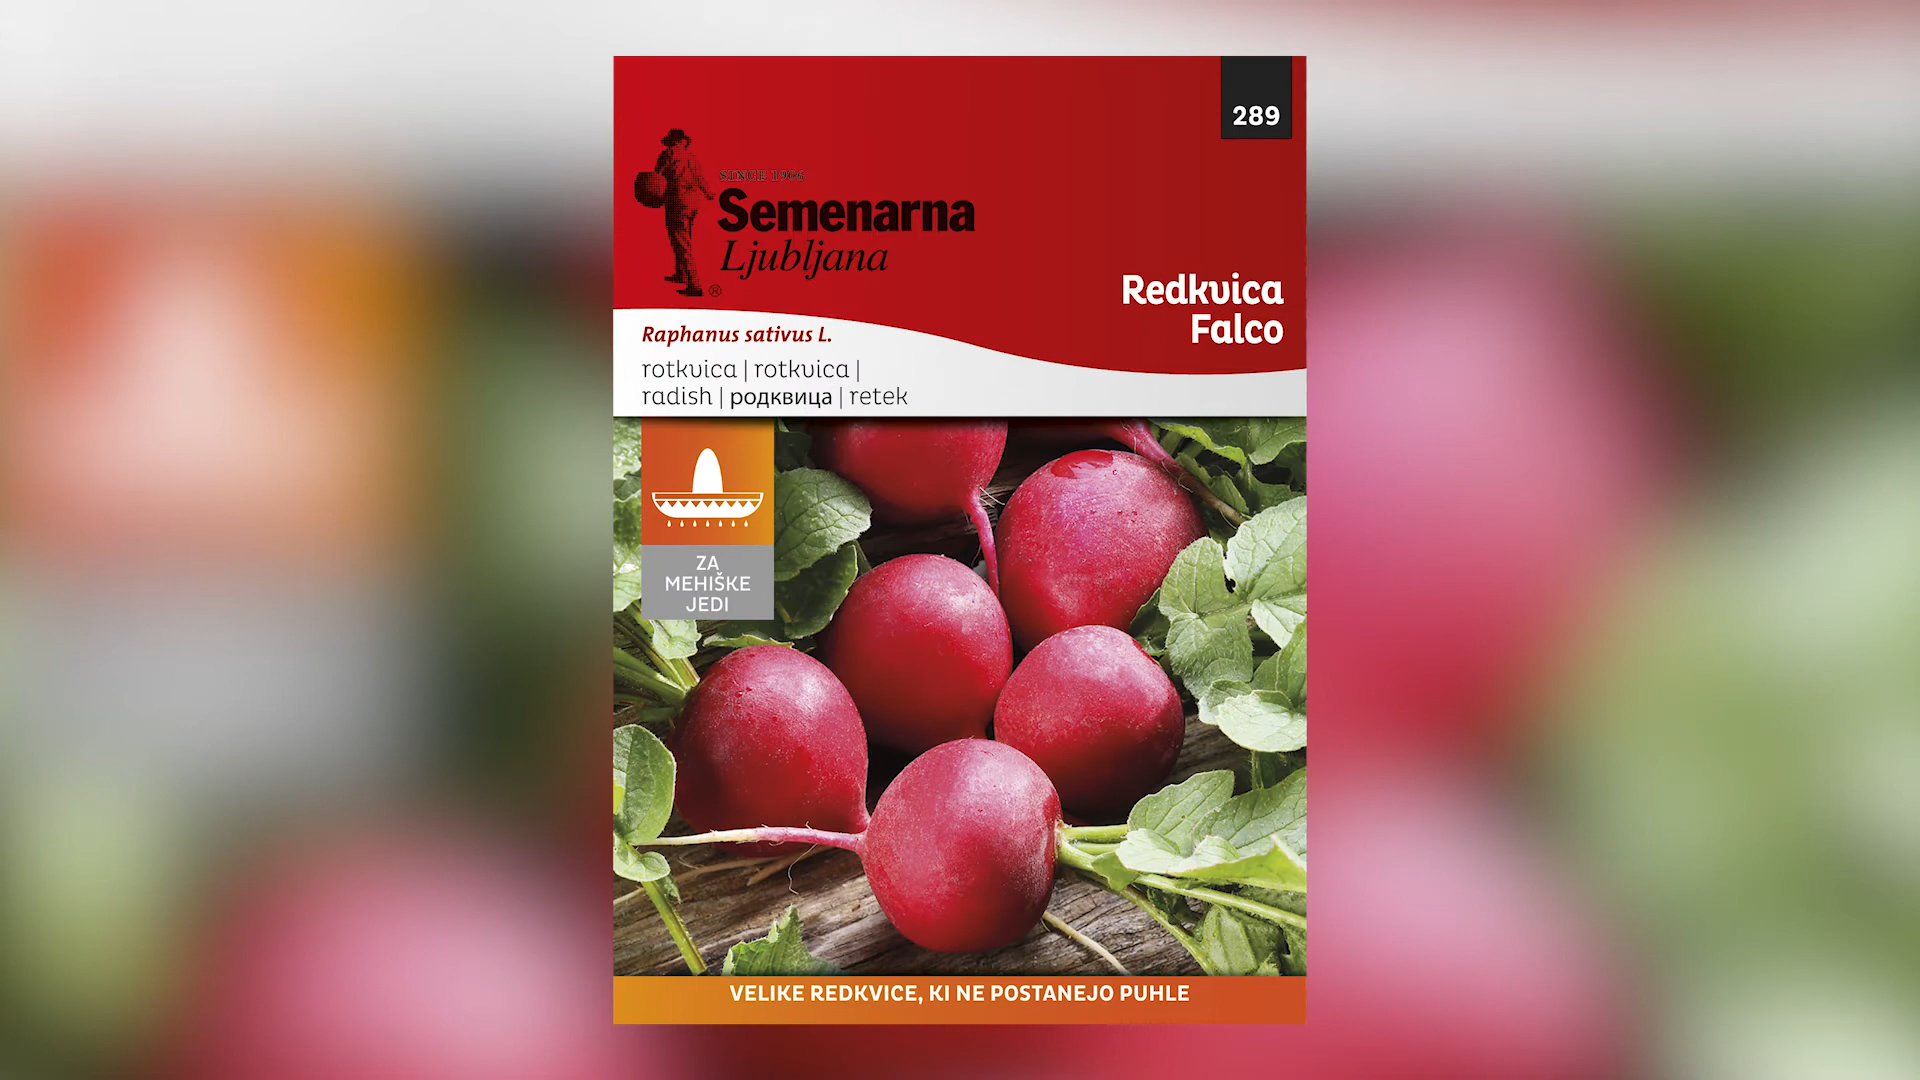 289
SINCE 1906
Semenarna
Ljubljana
®
Redkvica
Falco
Raphanus sativus L.
rotkvica | rotkvica |
radish | родквица | retek
ZA
MEHIŠKE
JEDI
VELIKE REDKVICE, KI NE POSTANEJO PUHLE